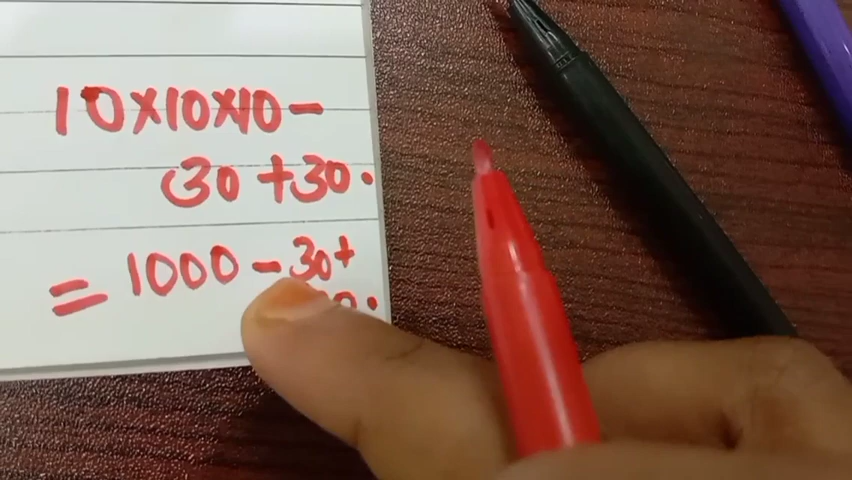 10×10×10-
30+30.
= 1000 - 30+